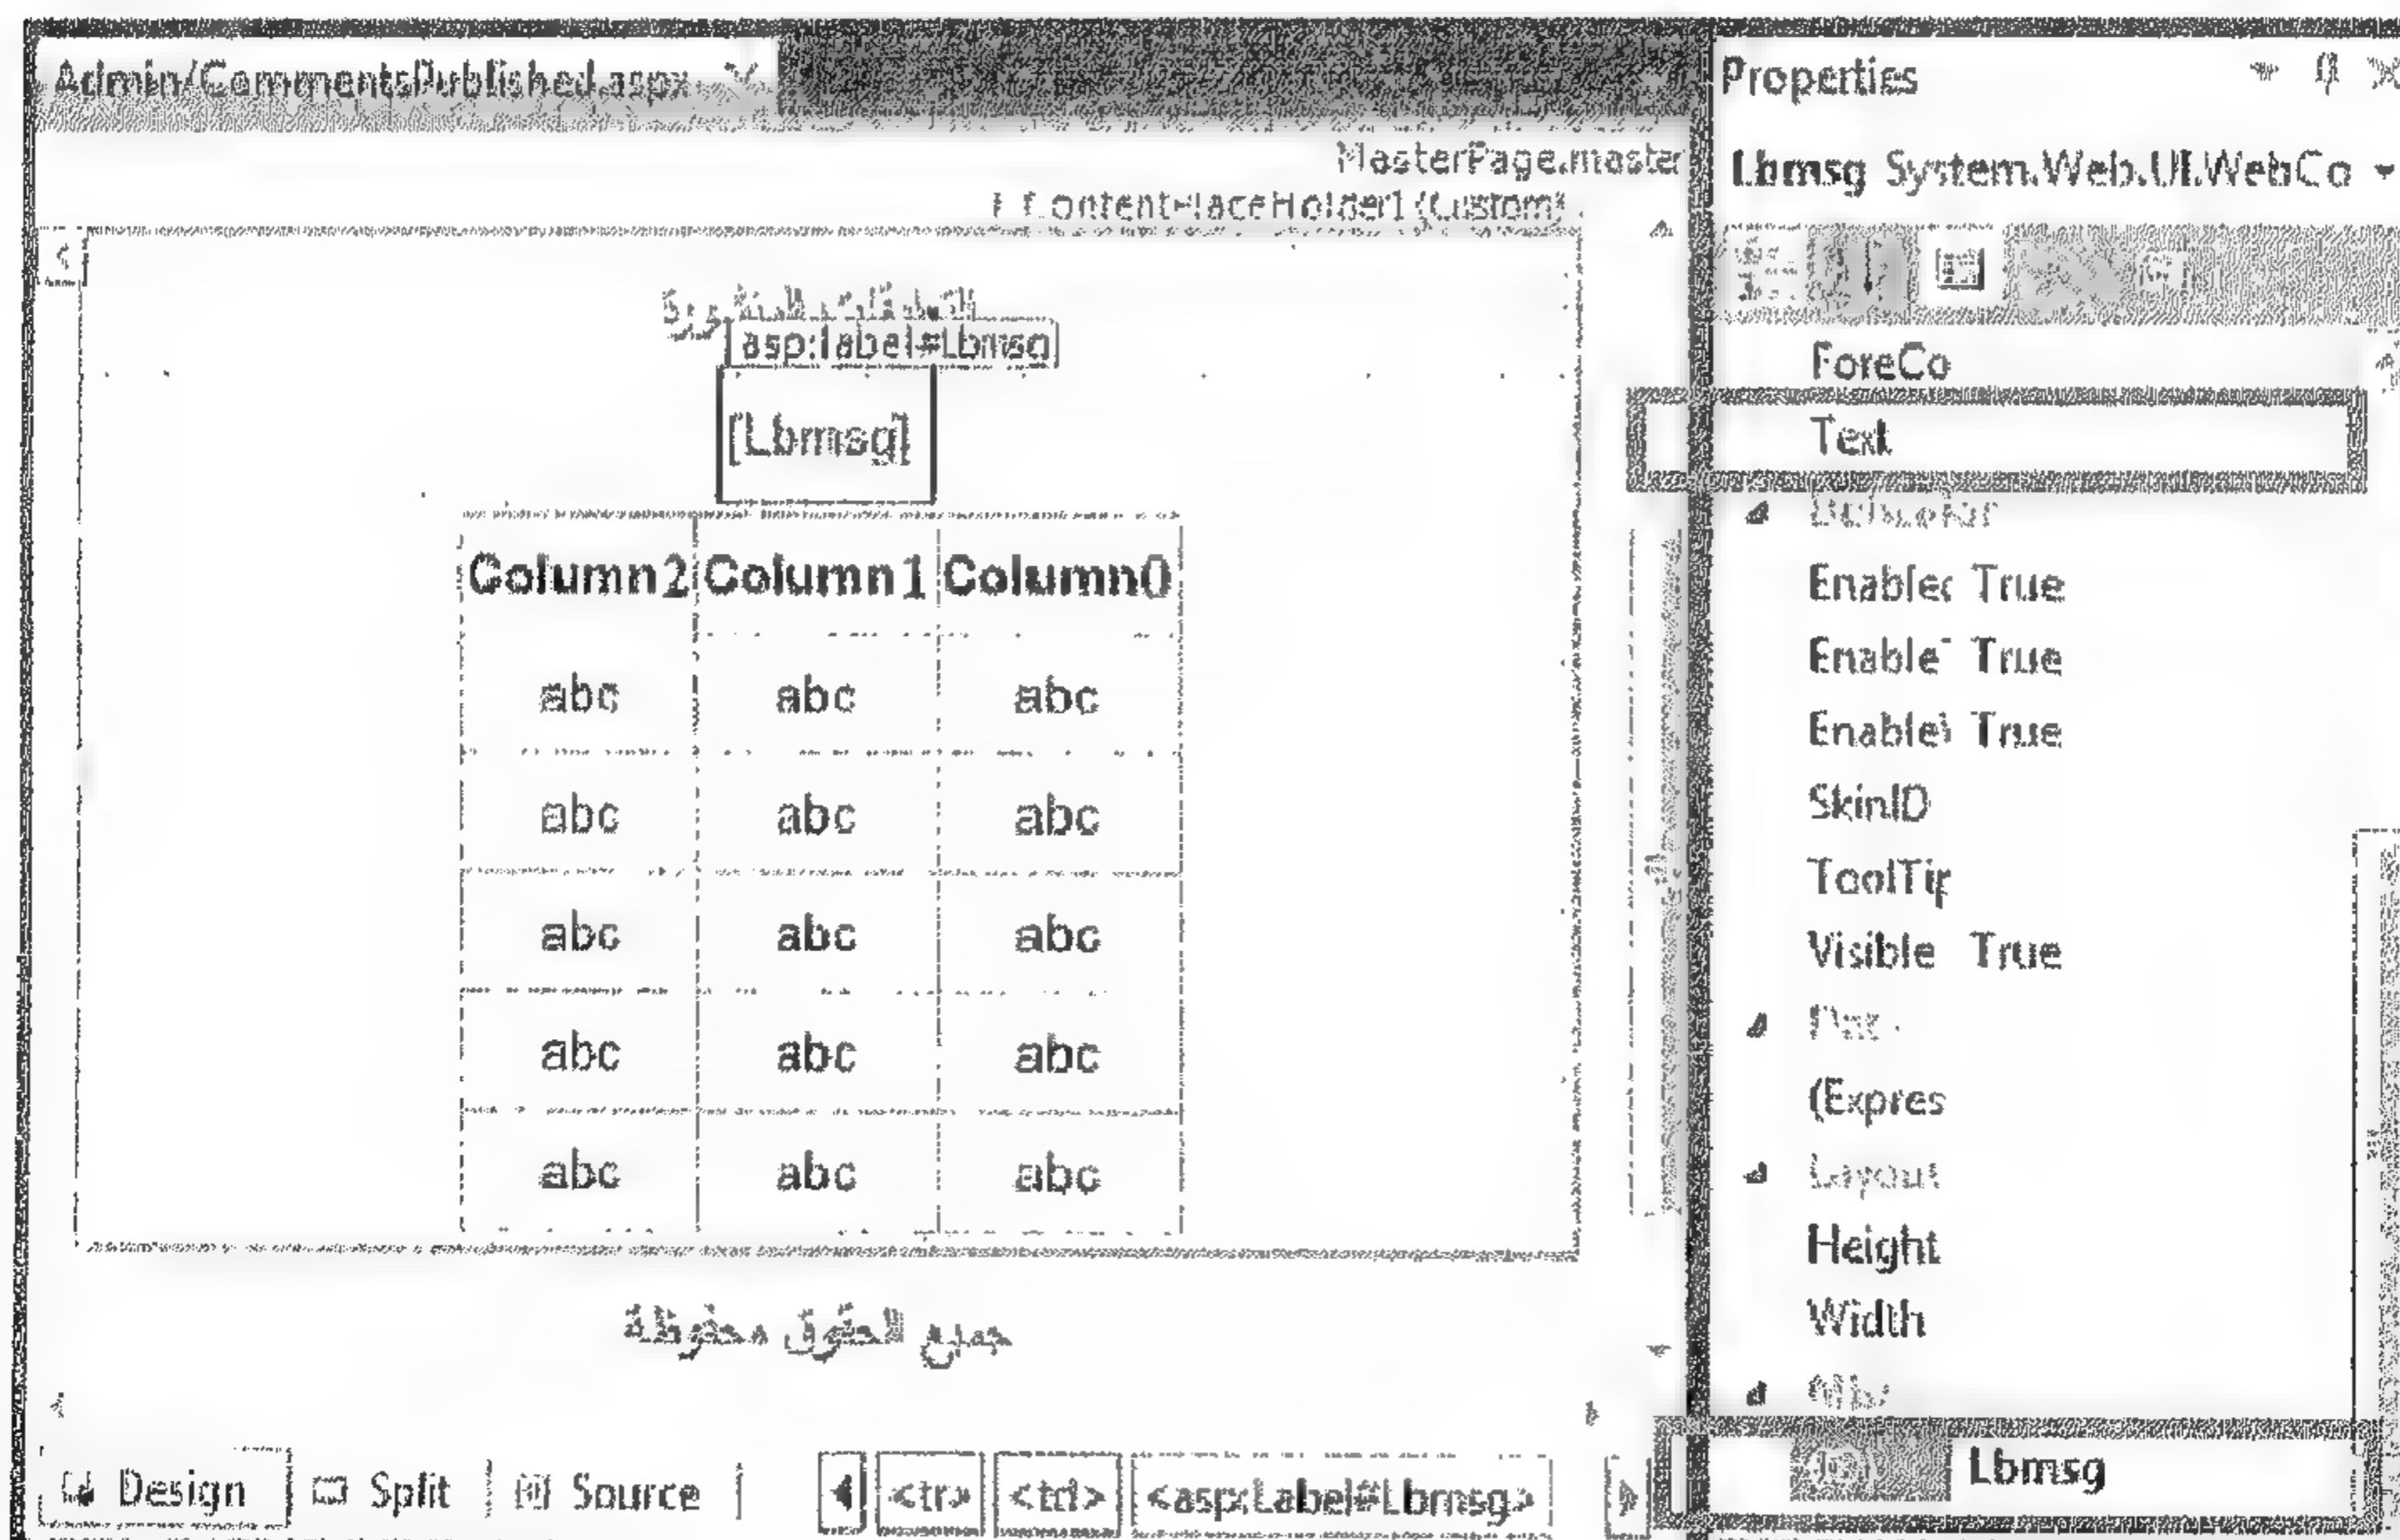 Admin/CommentsPublished.aspx
MasterPage.master
ContentPlaceHolder1 (Custom)
التعليقات المنشورة
asp:label#Lbmsg
[Lbmsg]
Column2 Column1 Column0
abc abc abc
abc abc abc
abc abc abc
abc abc abc
abc abc abc
جميع الحقوق محفوظة
Design Split Source <tr> <td> <asp:Label#Lbmsg>
Properties
Lbmsg System.Web.UI.WebCo
ForeCo
Text
Enablec True
Enable True
Enable True
SkinID
ToolTip
Visible True
(Expres
Layout
Height
Width
Lbmsg